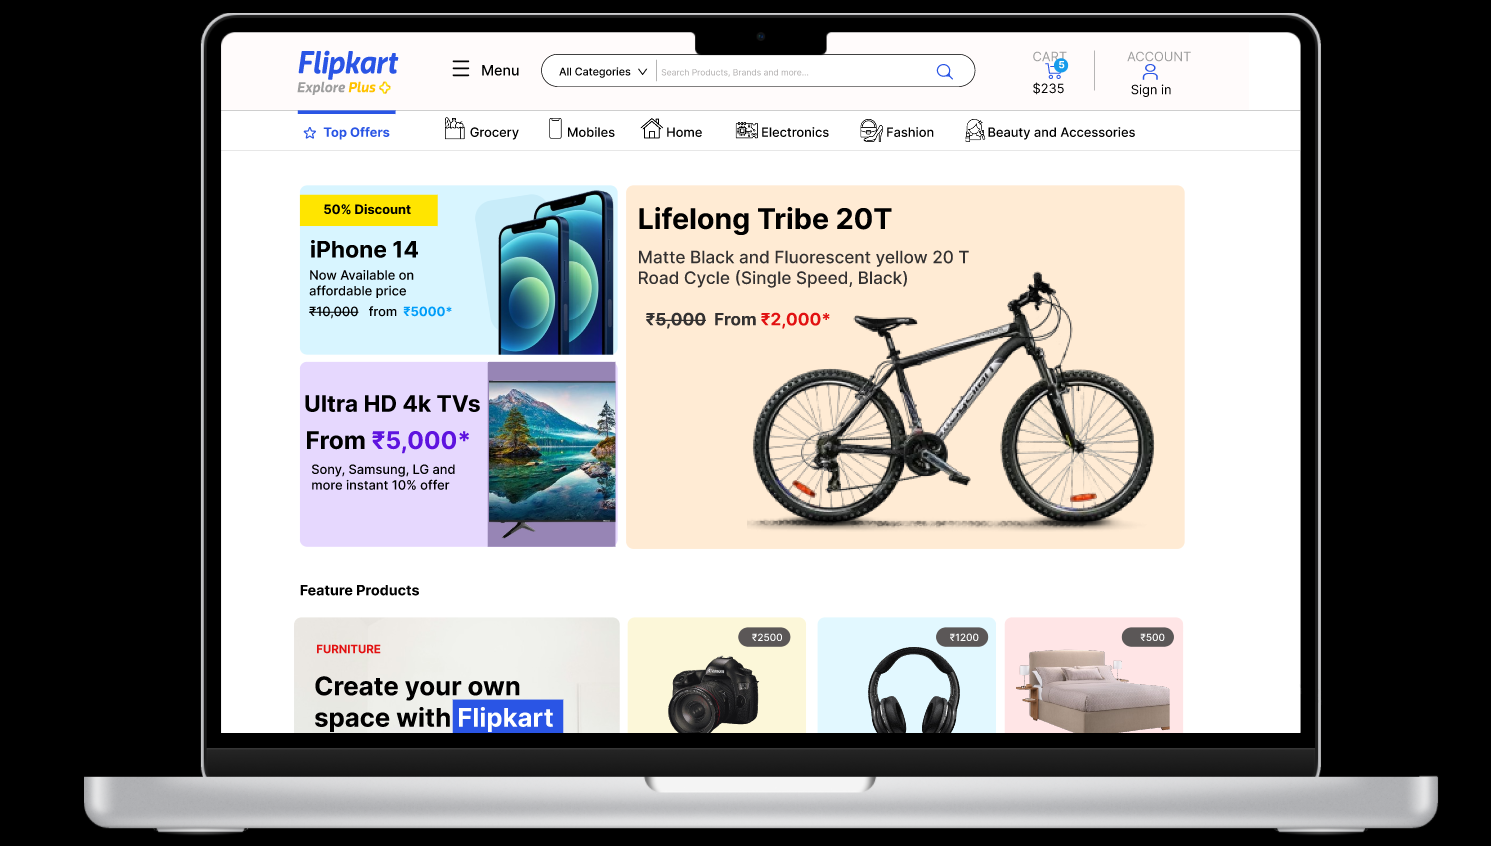 Flipkart
Explore Plus
Menu
All Categories
Search Products, Brands and more...
CART
5
$235
ACCOUNT
Sign in
Top Offers
Grocery
Mobiles
Home
Electronics
Fashion
Beauty and Accessories
50% Discount
iPhone 14
Now Available on
affordable price
₹10,000 from ₹5000*
Ultra HD 4k TVs
From ₹5,000*
Sony, Samsung, LG and
more instant 10% offer
Lifelong Tribe 20T
Matte Black and Fluorescent yellow 20 T
Road Cycle (Single Speed, Black)
₹5,000 From ₹2,000*
Feature Products
FURNITURE
Create your own
space with Flipkart
₹2500
₹1200
₹500